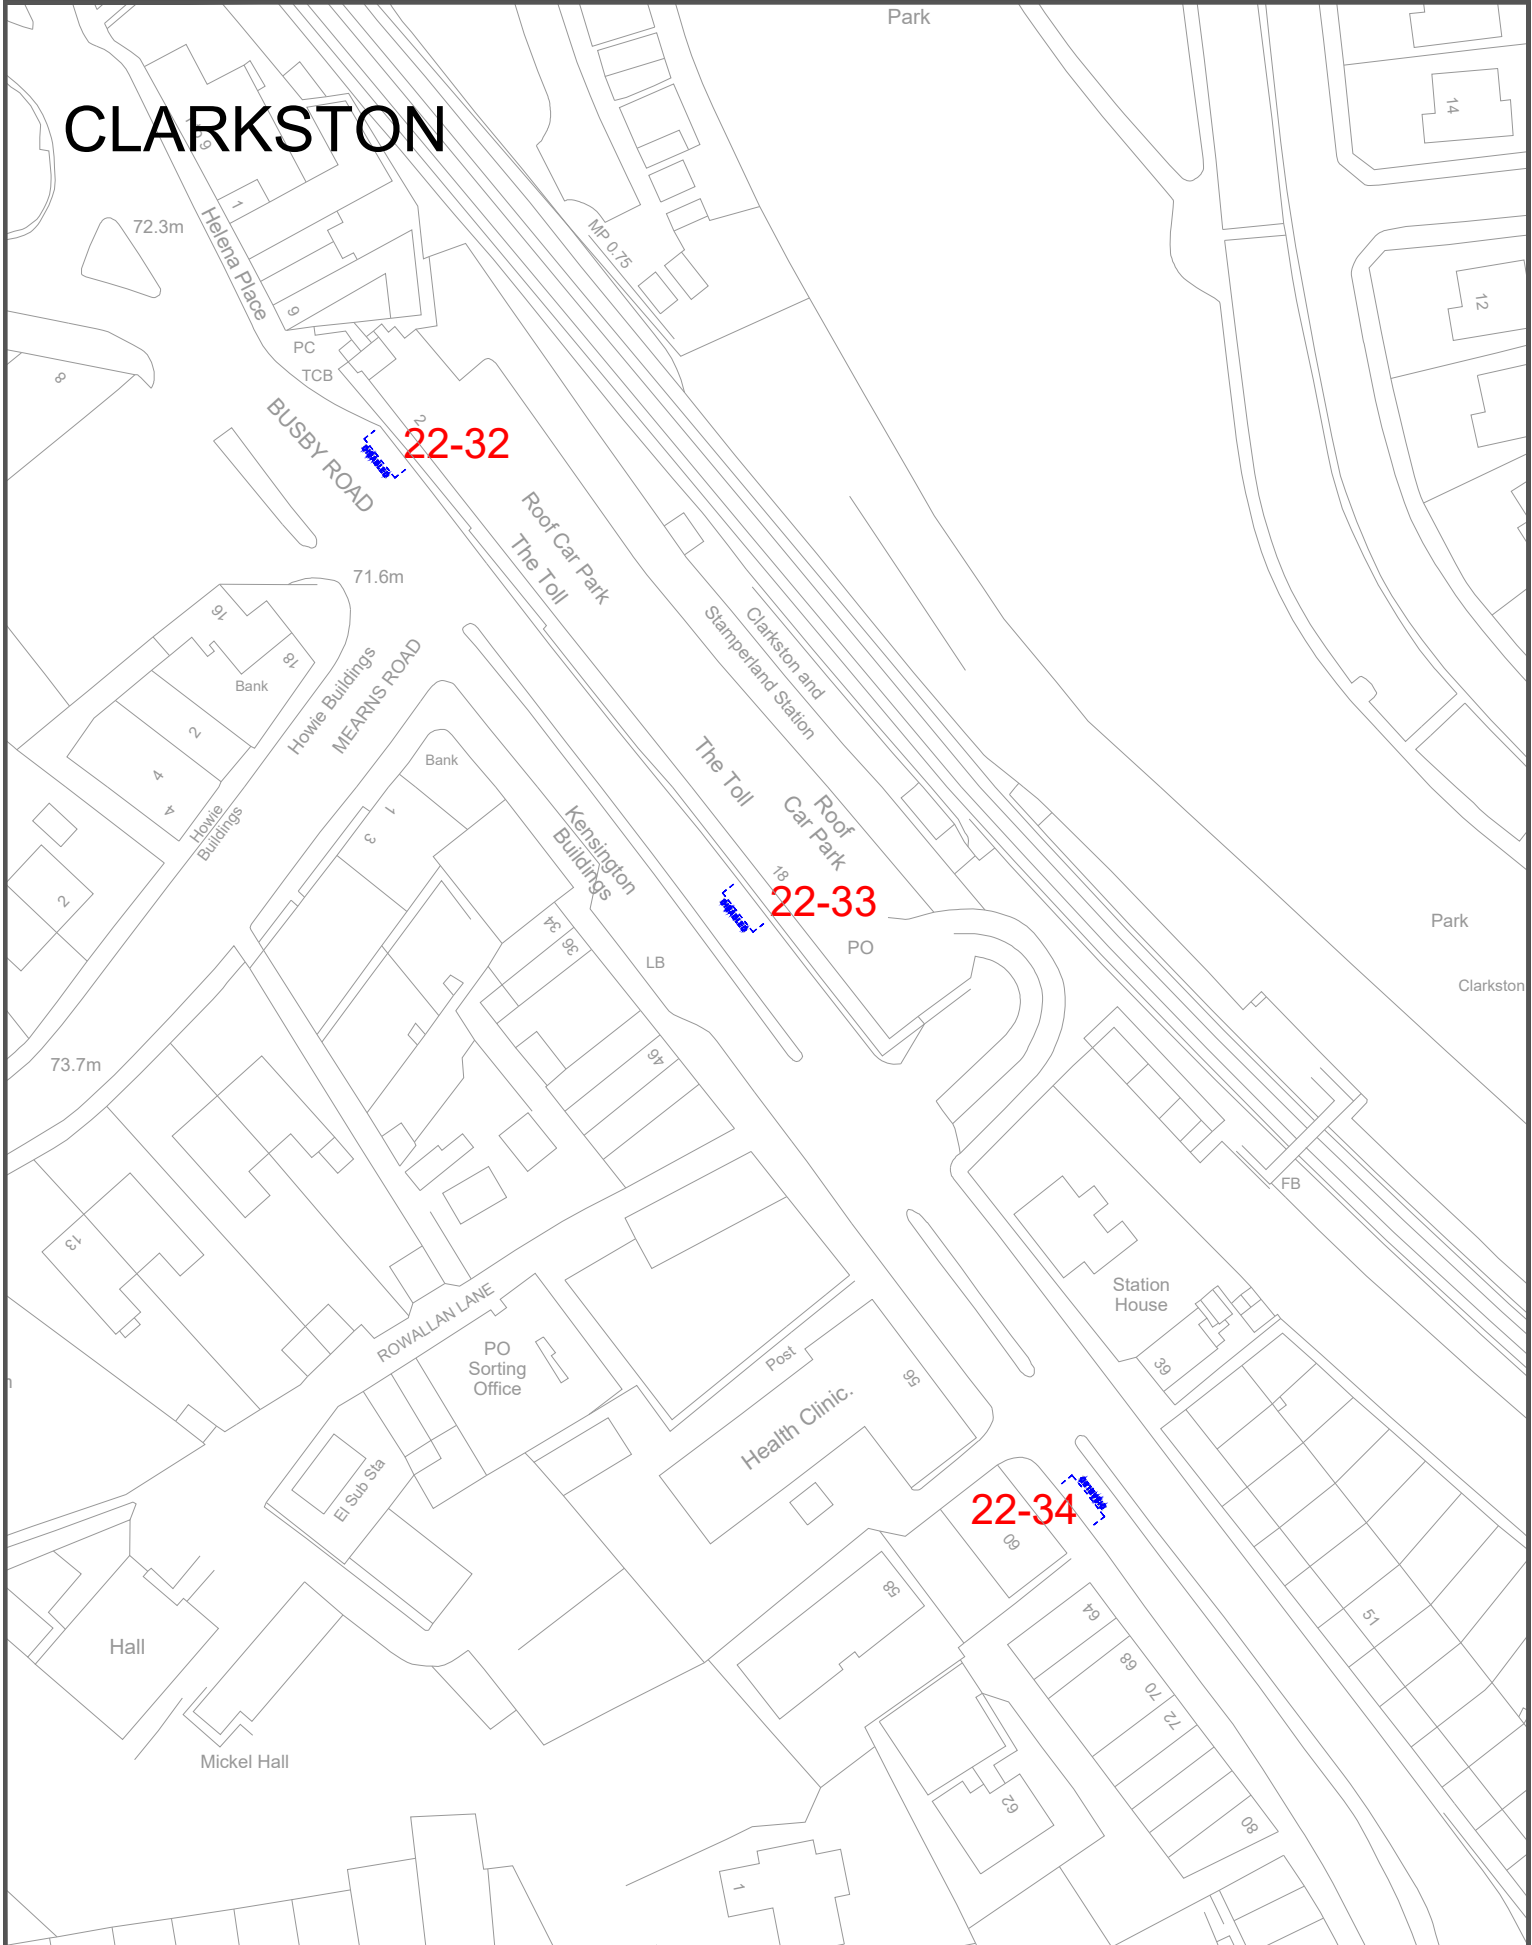 Park
CLARKSTON
14
9
1
72.3m
Helena Place
MP 0.75
12
9
PC
TCB
8
2
BUSBY ROAD
22-32
Roof Car Park
The Toll
71.6m
16
18
Bank
Howie Buildings
MEARNS ROAD
Clarkston and
Stamperland Station
2
4
4
Howie
Buildings
Bank
1
3
The Toll
Roof
Car Park
Kensington
Buildings
2
18
22-33
34
36
PO
LB
Park
Clarkston
73.7m
46
FB
13
Station
House
ROWALLAN LANE
PO
Sorting
Office
Post
39
56
Health Clinic.
El Sub Sta
22-34
60
58
64
51
Hall
68
70
72
Mickel Hall
62
80
1